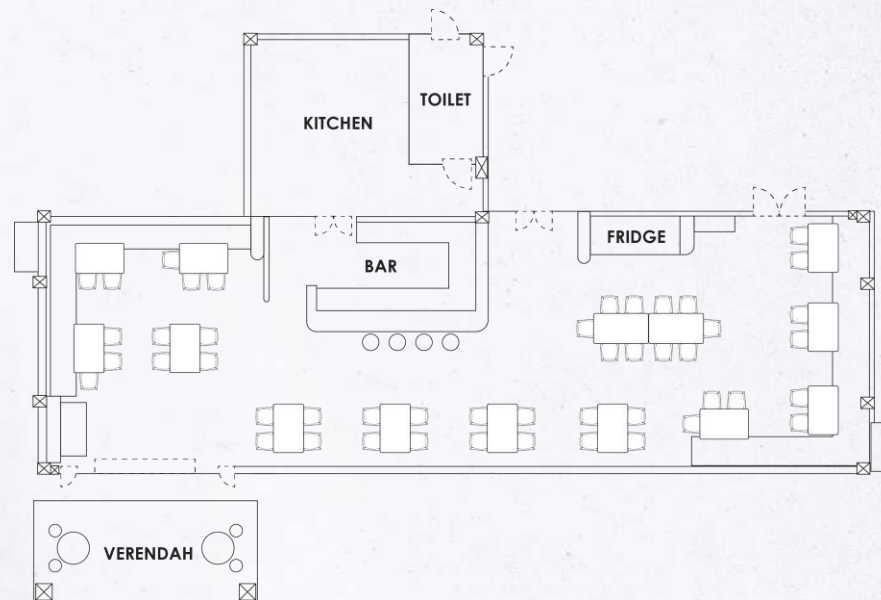 TOILET
KITCHEN
FRIDGE
BAR
VERENDAH